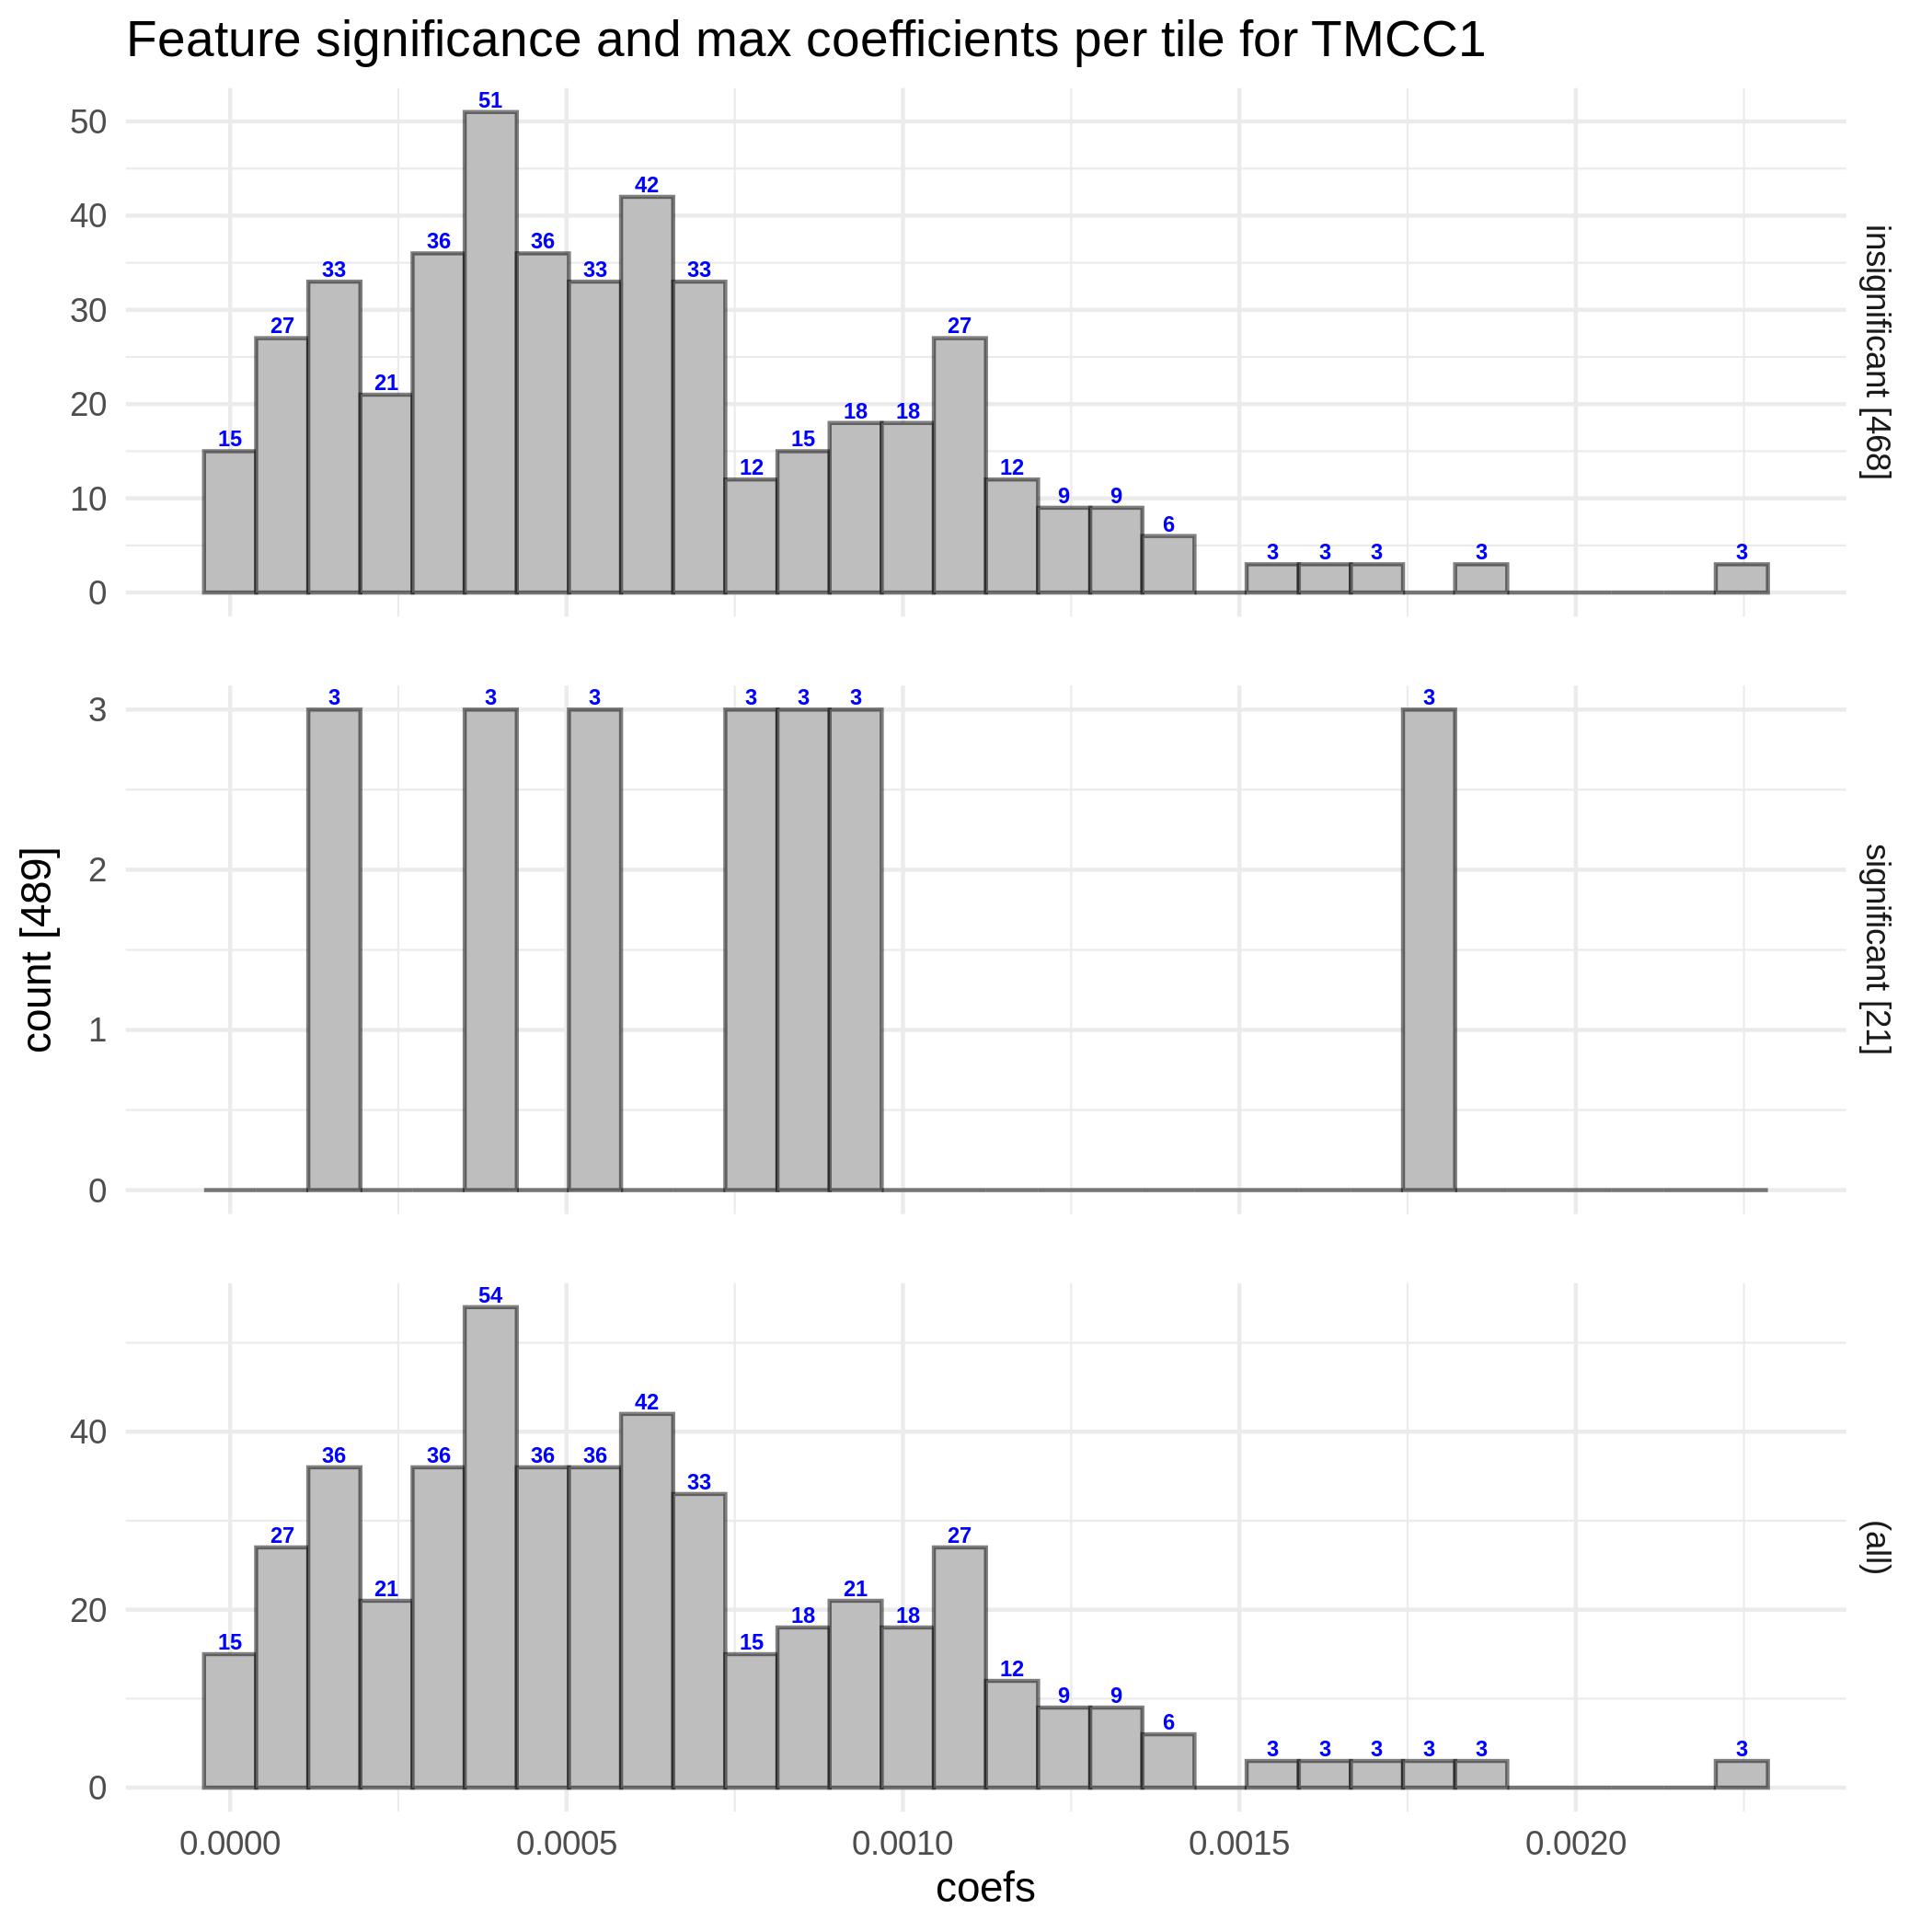 Feature significance and max coefficients per tile for TMCC1
50
40
30
20
10
0
15 27 33 21 36 51 36 33 42 33 12 15 18 18 27 12 9 9 6 3 3 3 3 3
insignificant [468]
3
2
1
0
3 3 3 3 3 3 3
significant [21]
count [489]
40
20
0
15 27 36 21 36 54 36 36 42 33 15 18 21 18 27 12 9 9 6 3 3 3 3 3 3
(all)
0.0000 0.0005 0.0010 0.0015 0.0020
coefs